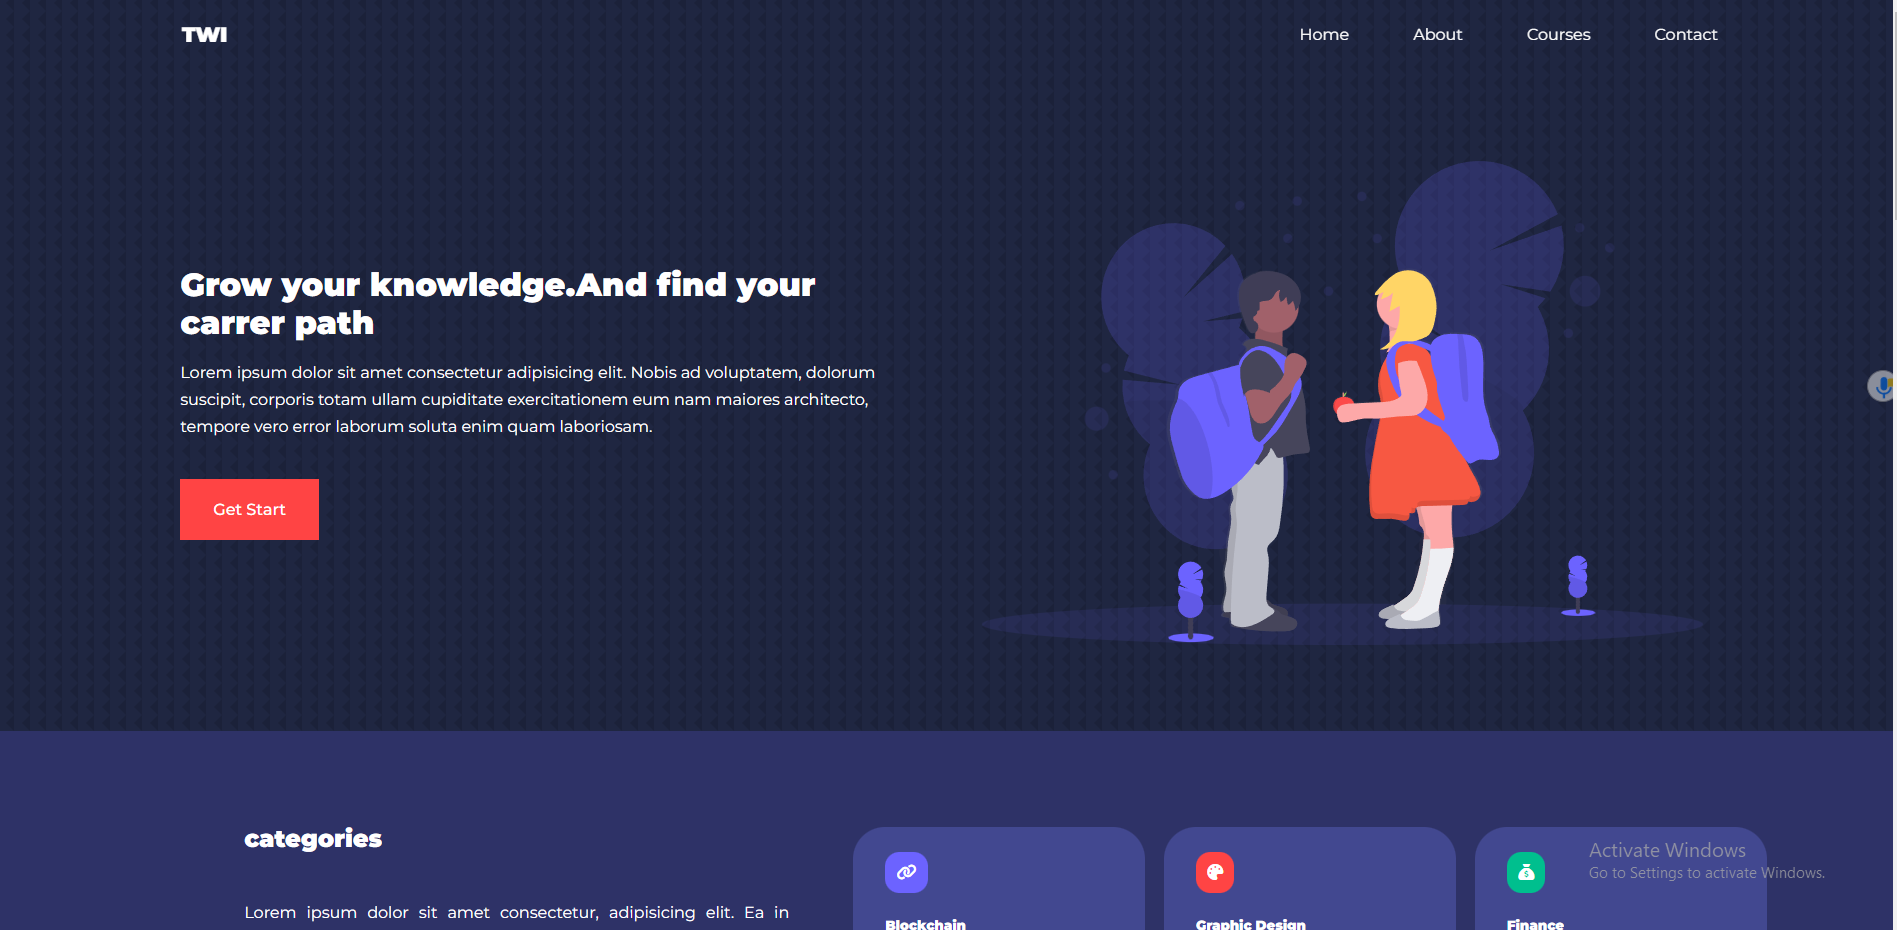 TWI
Home
About
Courses
Contact
Grow your knowledge.And find your
carrer path
Lorem ipsum dolor sit amet consectetur adipisicing elit. Nobis ad voluptatem, dolorum
suscipit, corporis totam ullam cupiditate exercitationem eum nam maiores architecto,
tempore vero error laborum soluta enim quam laboriosam.
Get Start
categories
Lorem ipsum dolor sit amet consectetur, adipisicing elit. Ea in
Blockchain
Graphic Design
Finance
Activate Windows
Go to Settings to activate Windows.